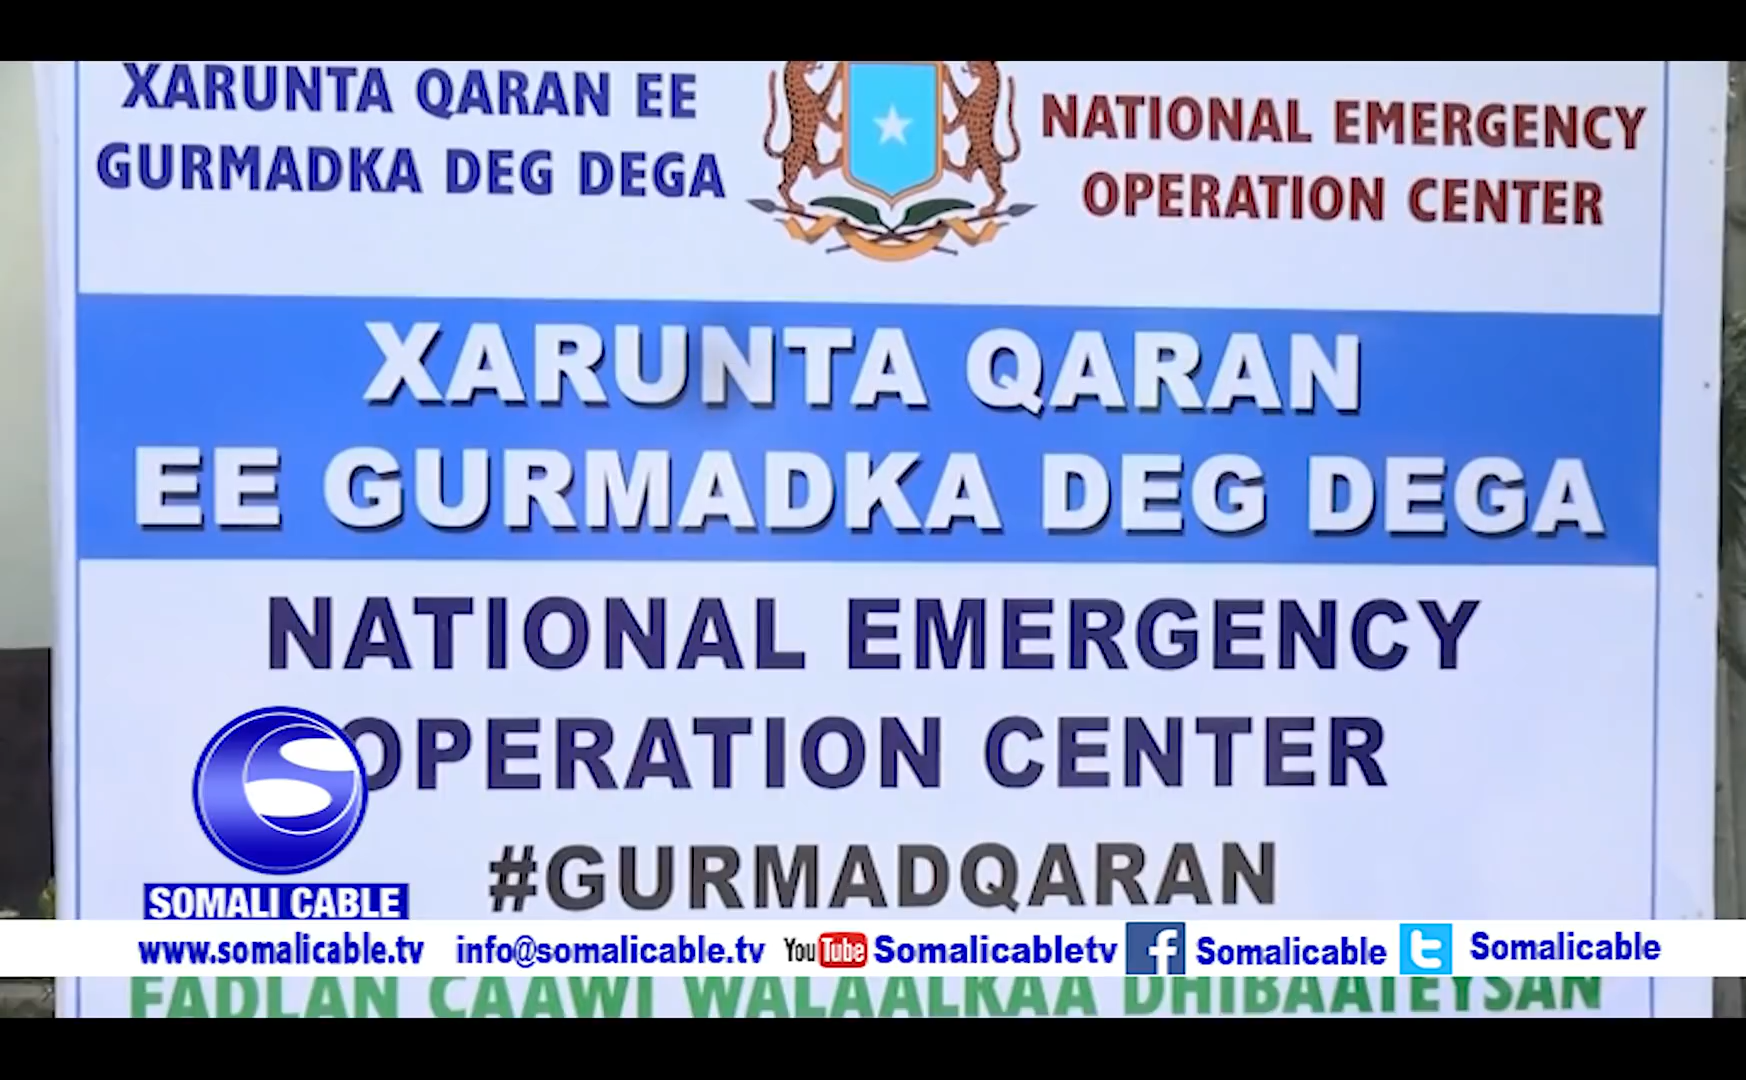 XARUNTA QARAN EE
GURMADKA DEG DEGA
NATIONAL EMERGENCY
OPERATION CENTER
XARUNTA QARAN
EE GURMADKA DEG DEGA
NATIONAL EMERGENCY
OPERATION CENTER
#GURMADQARAN
SOMALI CABLE
www.somalicable.tv info@somalicable.tv YouTube Somalicabletv f Somalicable t Somalicable
FADLAN CAAWI WALAALKAA DHIBAATEYSAN